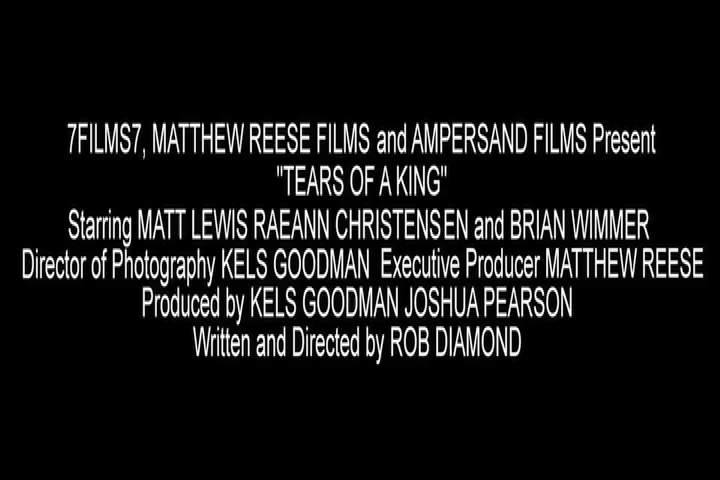 7FILMS7, MATTHEW REESE FILMS and AMPERSAND FILMS Present
"TEARS OF A KING"
Starring MATT LEWIS RAEANN CHRISTENSEN and BRIAN WIMMER
Director of Photography KELS GOODMAN Executive Producer MATTHEW REESE
Produced by KELS GOODMAN JOSHUA PEARSON
Written and Directed by ROB DIAMOND